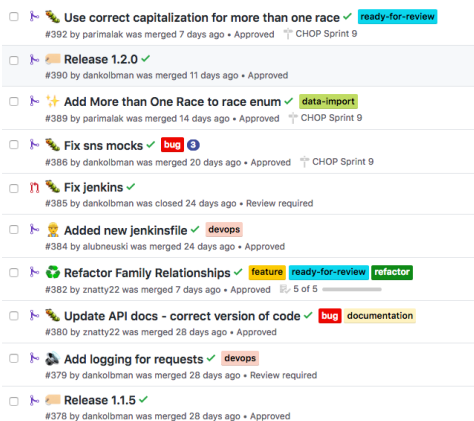 Use correct capitalization for more than one race ready-for-review
#392 by parimalak was merged 7 days ago • Approved CHOP Sprint 9
Release 1.2.0
#390 by dankolbman was merged 11 days ago • Approved
Add More than One Race to race enum data-import
#389 by parimalak was merged 14 days ago • Approved CHOP Sprint 9
Fix sns mocks bug 3
#386 by dankolbman was merged 20 days ago • Approved CHOP Sprint 9
Fix jenkins
#385 by dankolbman was closed 24 days ago • Review required
Added new jenkinsfile devops
#384 by alubneuski was merged 24 days ago • Approved
Refactor Family Relationships feature ready-for-review refactor
#382 by znatty22 was merged 7 days ago • Approved 5 of 5
Update API docs - correct version of code bug documentation
#380 by znatty22 was merged 28 days ago • Approved
Add logging for requests devops
#379 by dankolbman was merged 28 days ago • Review required
Release 1.1.5
#378 by dankolbman was merged 28 days ago • Approved